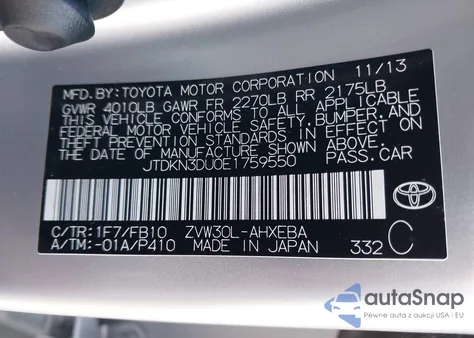 MFD.BY:TOYOTA MOTOR CORPORATION 11/13
GVWR 4010LB GAWR FR 2270LB RR 2175LB
THIS VEHICLE CONFORMS TO ALL APPLICABLE
FEDERAL MOTOR VEHICLE SAFETY,BUMPER,AND
THEFT PREVENTION STANDARDS IN EFFECT ON
THE DATE OF MANUFACTURE SHOWN ABOVE.
JTDKN3DU0E1759550 PASS.CAR
C/TR:1F7/FB10 ZVW30L-AHXEBA
A/TM:-01A/P410 MADE IN JAPAN 332 C
autoSnap
Pewne auta z aukcji USA i EU